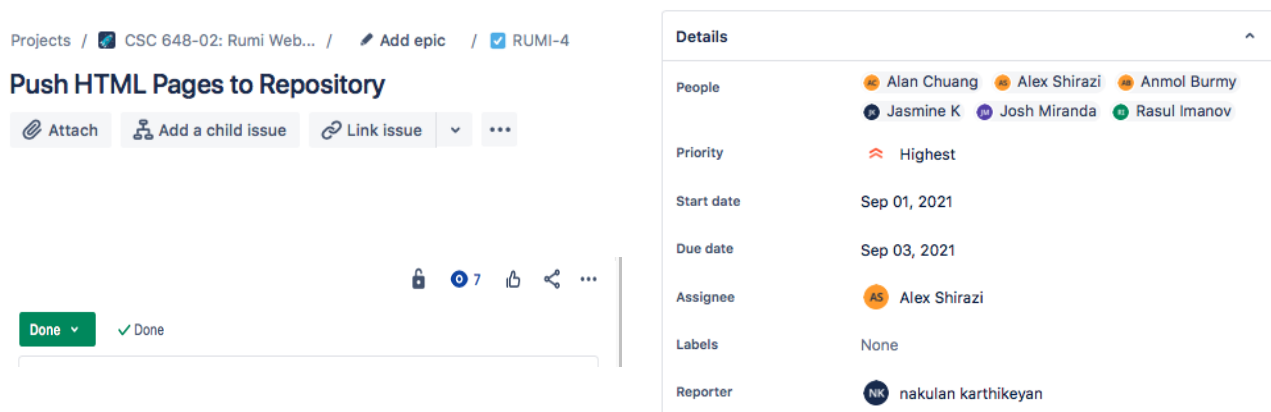 Projects / CSC 648-02: Rumi Web... / Add epic / RUMI-4
Push HTML Pages to Repository
Attach Add a child issue Link issue
7
Done Done
Details
People AC Alan Chuang AS Alex Shirazi AB Anmol Burmy
JK Jasmine K JM Josh Miranda RI Rasul Imanov
Priority Highest
Start date Sep 01, 2021
Due date Sep 03, 2021
Assignee AS Alex Shirazi
Labels None
Reporter NK nakulan karthikeyan